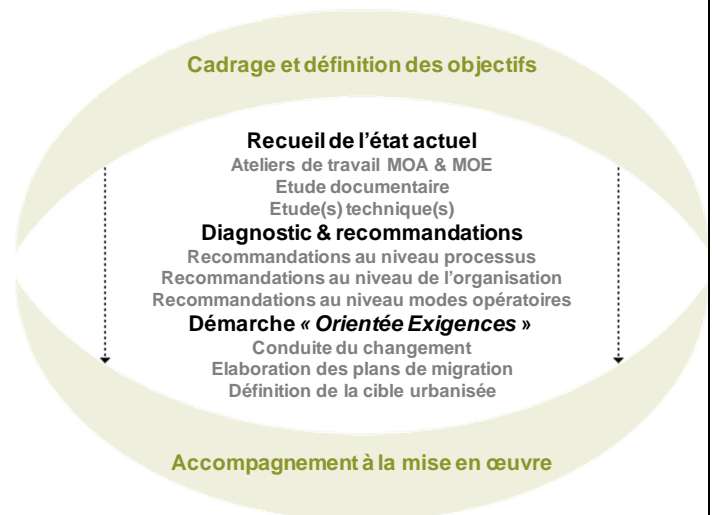 Cadrage et définition des objectifs
Recueil de l’état actuel
Ateliers de travail MOA & MOE
Etude documentaire
Etude(s) technique(s)
Diagnostic & recommandations
Recommandations au niveau processus
Recommandations au niveau de l’organisation
Recommandations au niveau modes opératoires
Démarche « Orientée Exigences »
Conduite du changement
Elaboration des plans de migration
Définition de la cible urbanisée
Accompagnement à la mise en œuvre